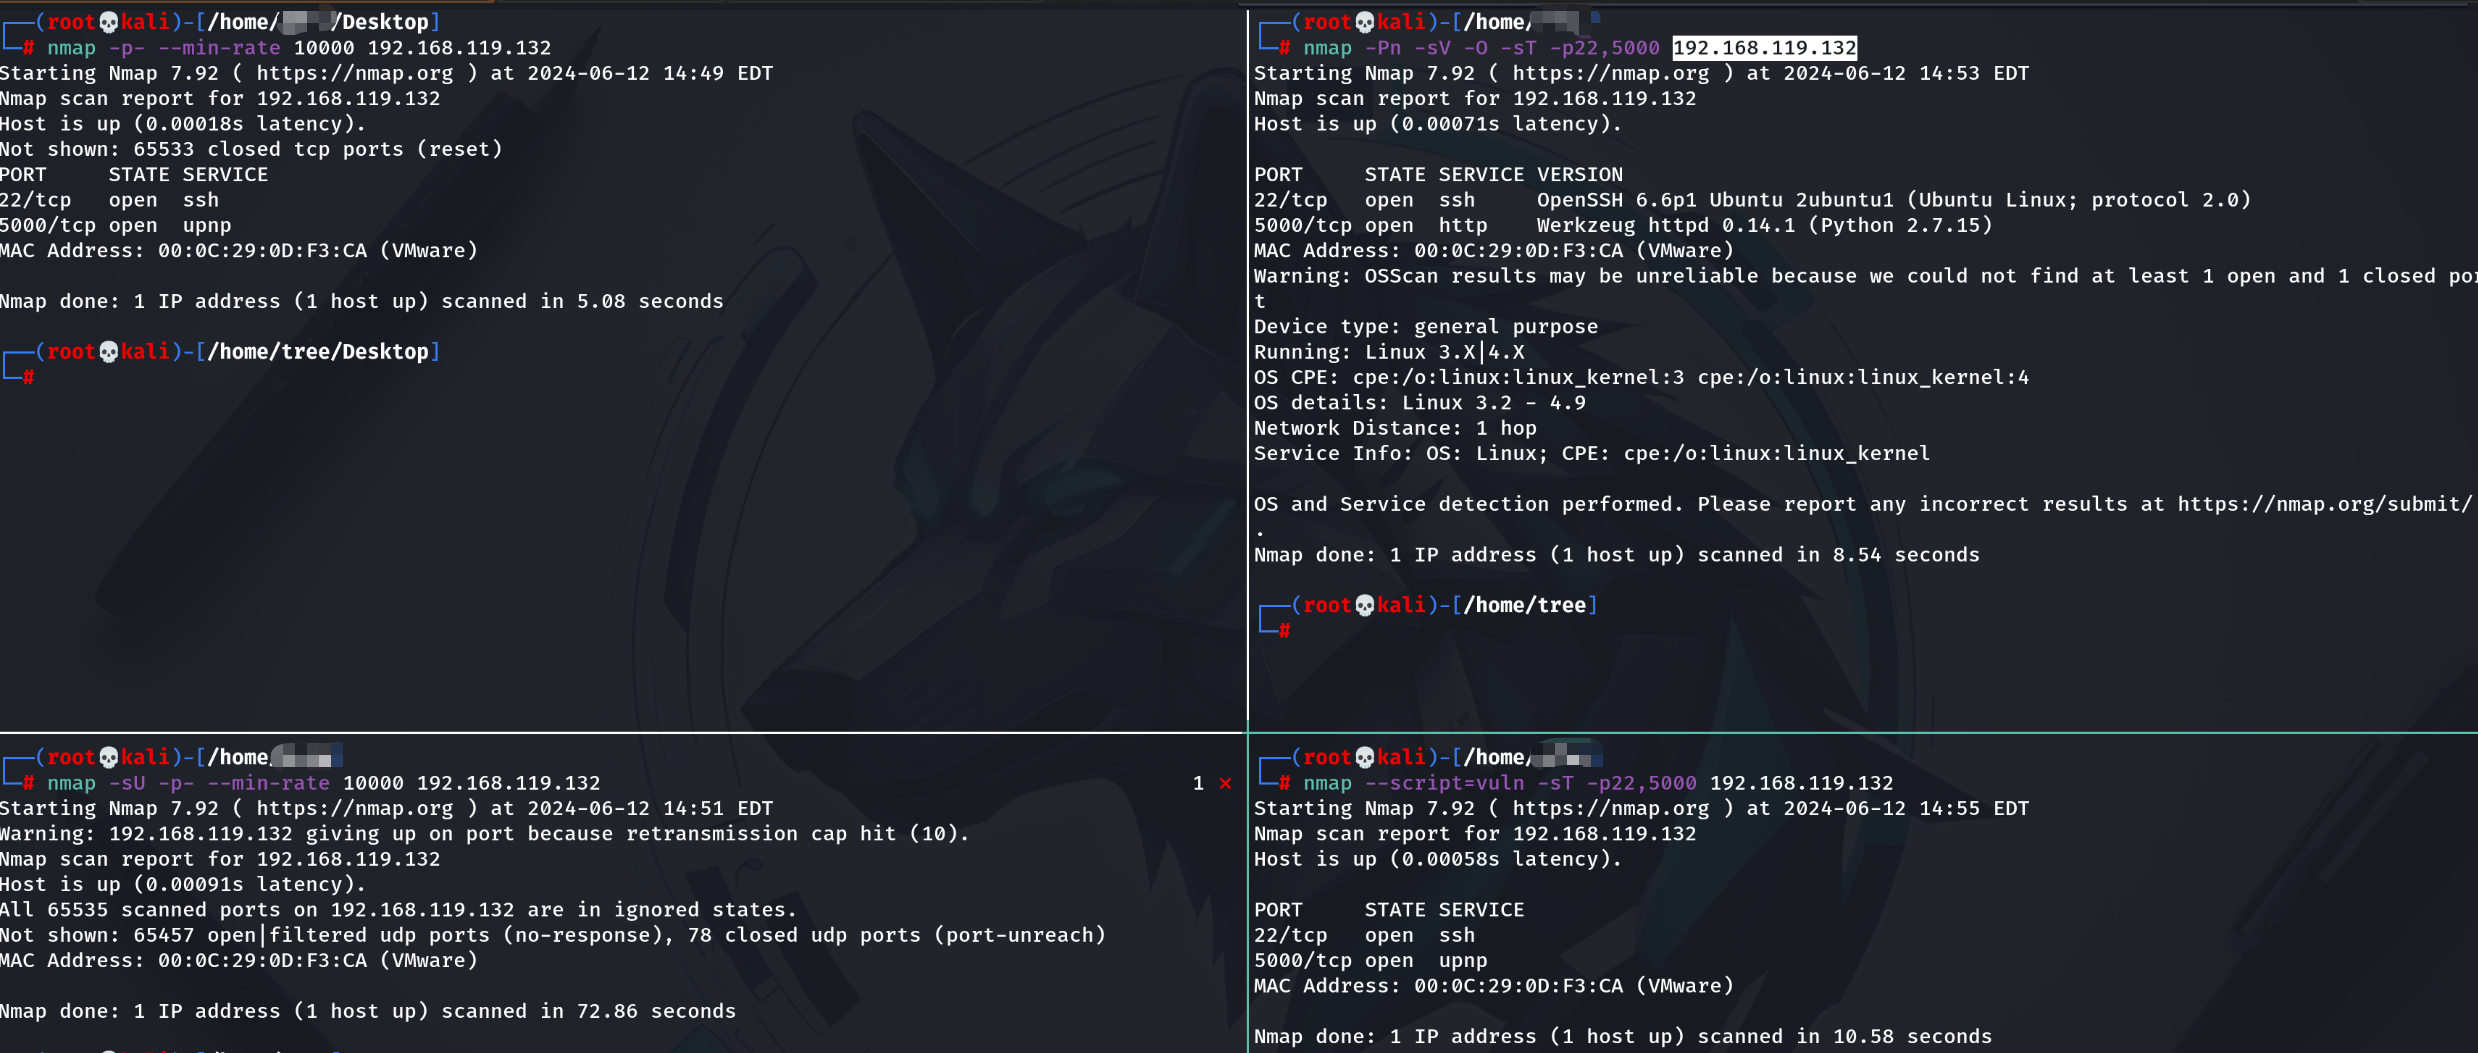 ┌──(root💀kali)-[/home/ /Desktop]
└─# nmap -p- --min-rate 10000 192.168.119.132
Starting Nmap 7.92 ( https://nmap.org ) at 2024-06-12 14:49 EDT
Nmap scan report for 192.168.119.132
Host is up (0.00018s latency).
Not shown: 65533 closed tcp ports (reset)
PORT     STATE SERVICE
22/tcp   open  ssh
5000/tcp open  upnp
MAC Address: 00:0C:29:0D:F3:CA (VMware)
Nmap done: 1 IP address (1 host up) scanned in 5.08 seconds
┌──(root💀kali)-[/home/tree/Desktop]
└─#
┌──(root💀kali)-[/home/
└─# nmap -Pn -sV -O -sT -p22,5000 192.168.119.132
Starting Nmap 7.92 ( https://nmap.org ) at 2024-06-12 14:53 EDT
Nmap scan report for 192.168.119.132
Host is up (0.00071s latency).
PORT     STATE SERVICE VERSION
22/tcp   open  ssh     OpenSSH 6.6p1 Ubuntu 2ubuntu1 (Ubuntu Linux; protocol 2.0)
5000/tcp open  http    Werkzeug httpd 0.14.1 (Python 2.7.15)
MAC Address: 00:0C:29:0D:F3:CA (VMware)
Warning: OSScan results may be unreliable because we could not find at least 1 open and 1 closed por
t
Device type: general purpose
Running: Linux 3.X|4.X
OS CPE: cpe:/o:linux:linux_kernel:3 cpe:/o:linux:linux_kernel:4
OS details: Linux 3.2 - 4.9
Network Distance: 1 hop
Service Info: OS: Linux; CPE: cpe:/o:linux:linux_kernel
OS and Service detection performed. Please report any incorrect results at https://nmap.org/submit/
.
Nmap done: 1 IP address (1 host up) scanned in 8.54 seconds
┌──(root💀kali)-[/home/tree]
└─#
┌──(root💀kali)-[/home
└─# nmap -sU -p- --min-rate 10000 192.168.119.132 1 ⨯
Starting Nmap 7.92 ( https://nmap.org ) at 2024-06-12 14:51 EDT
Warning: 192.168.119.132 giving up on port because retransmission cap hit (10).
Nmap scan report for 192.168.119.132
Host is up (0.00091s latency).
All 65535 scanned ports on 192.168.119.132 are in ignored states.
Not shown: 65457 open|filtered udp ports (no-response), 78 closed udp ports (port-unreach)
MAC Address: 00:0C:29:0D:F3:CA (VMware)
Nmap done: 1 IP address (1 host up) scanned in 72.86 seconds
┌──(root💀kali)-[/home/
└─# nmap --script=vuln -sT -p22,5000 192.168.119.132
Starting Nmap 7.92 ( https://nmap.org ) at 2024-06-12 14:55 EDT
Nmap scan report for 192.168.119.132
Host is up (0.00058s latency).
PORT     STATE SERVICE
22/tcp   open  ssh
5000/tcp open  upnp
MAC Address: 00:0C:29:0D:F3:CA (VMware)
Nmap done: 1 IP address (1 host up) scanned in 10.58 seconds